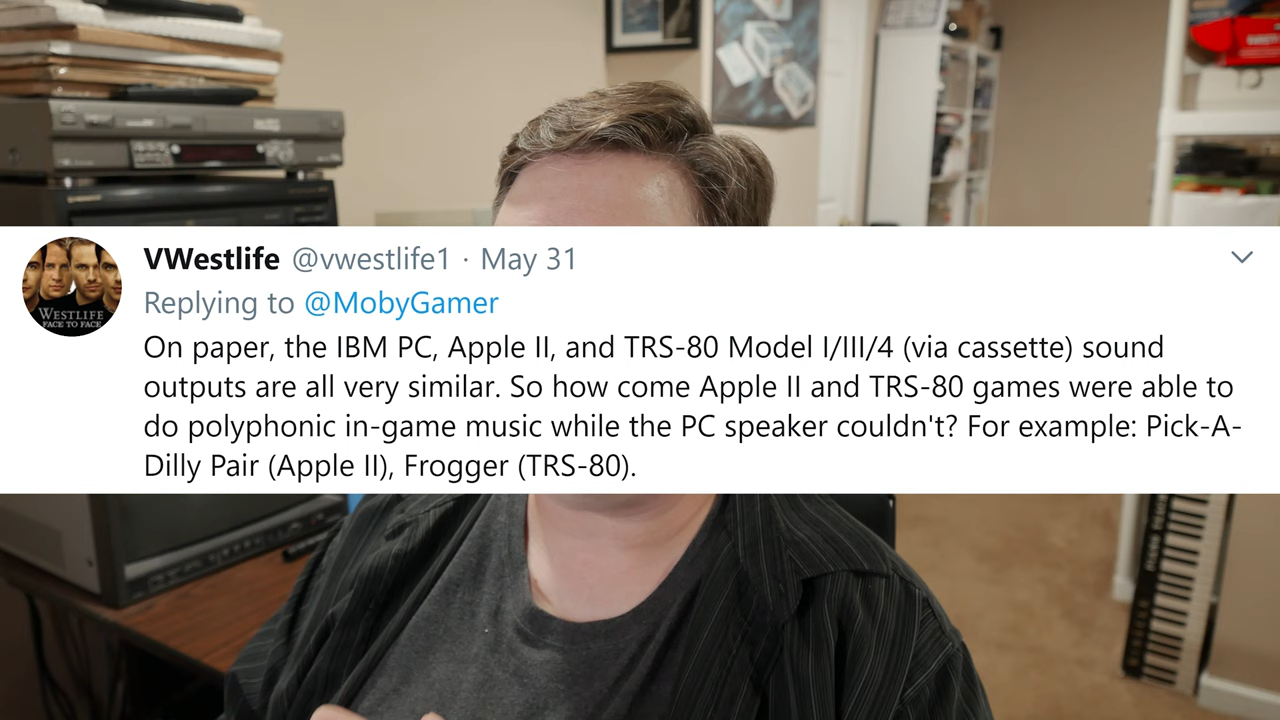 VWestlife @vwestlife1 · May 31
Replying to @MobyGamer
On paper, the IBM PC, Apple II, and TRS-80 Model I/III/4 (via cassette) sound
outputs are all very similar. So how come Apple II and TRS-80 games were able to
do polyphonic in-game music while the PC speaker couldn't? For example: Pick-A-
Dilly Pair (Apple II), Frogger (TRS-80).
WESTLIFE
FACE TO FACE